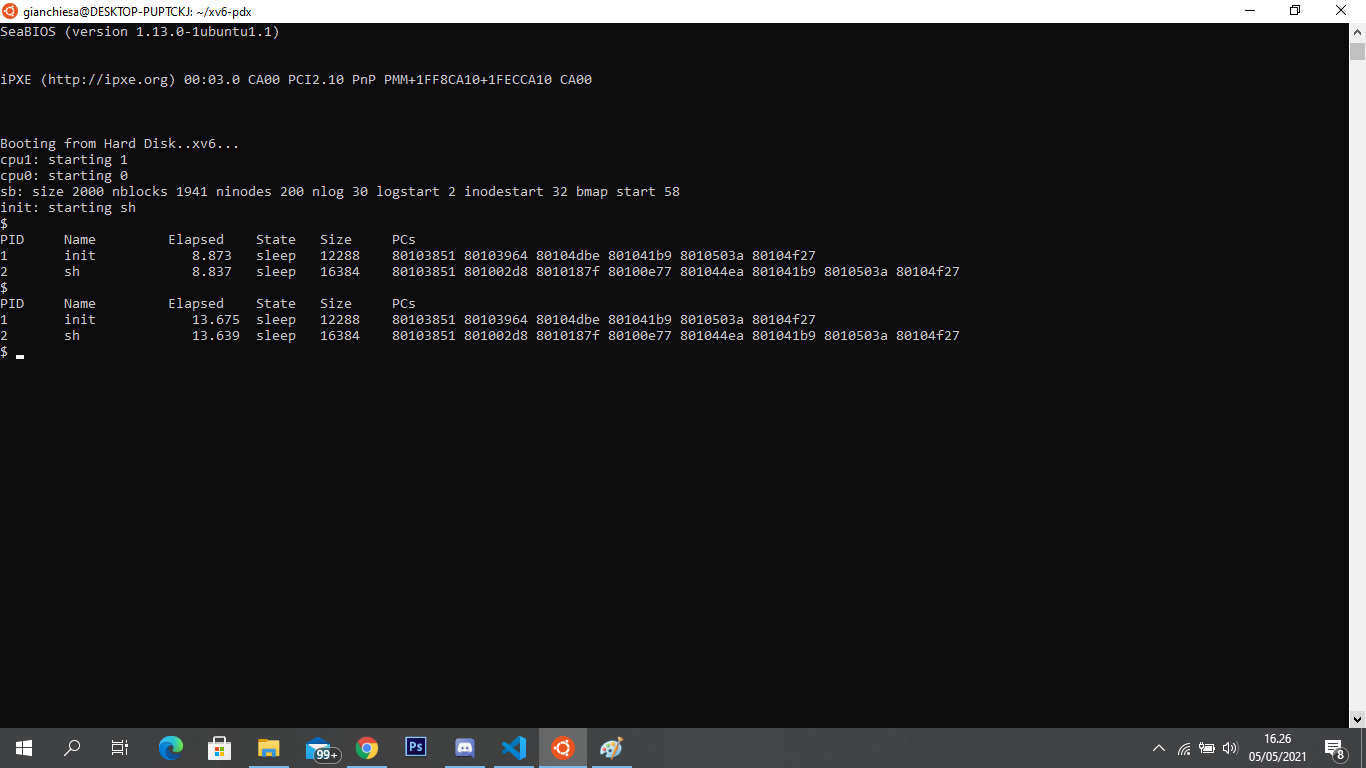 gianchiesa@DESKTOP-PUPTCKJ: ~/xv6-pdx
SeaBIOS (version 1.13.0-1ubuntu1.1)
iPXE (http://ipxe.org) 00:03.0 CA00 PCI2.10 PnP PMM+1FF8CA10+1FECCA10 CA00
Booting from Hard Disk..xv6...
cpu1: starting 1
cpu0: starting 0
sb: size 2000 nblocks 1941 ninodes 200 nlog 30 logstart 2 inodestart 32 bmap start 58
init: starting sh
$
PID     Name         Elapsed    State   Size     PCs
1       init            8.873   sleep   12288    80103851 80103964 80104dbe 801041b9 8010503a 80104f27
2       sh              8.837   sleep   16384    80103851 801002d8 8010187f 80100e77 801044ea 801041b9 8010503a 80104f27
$
PID     Name         Elapsed    State   Size     PCs
1       init            13.675  sleep   12288    80103851 80103964 80104dbe 801041b9 8010503a 80104f27
2       sh              13.639  sleep   16384    80103851 801002d8 8010187f 80100e77 801044ea 801041b9 8010503a 80104f27
$
99+
Ps
16.26
05/05/2021
8